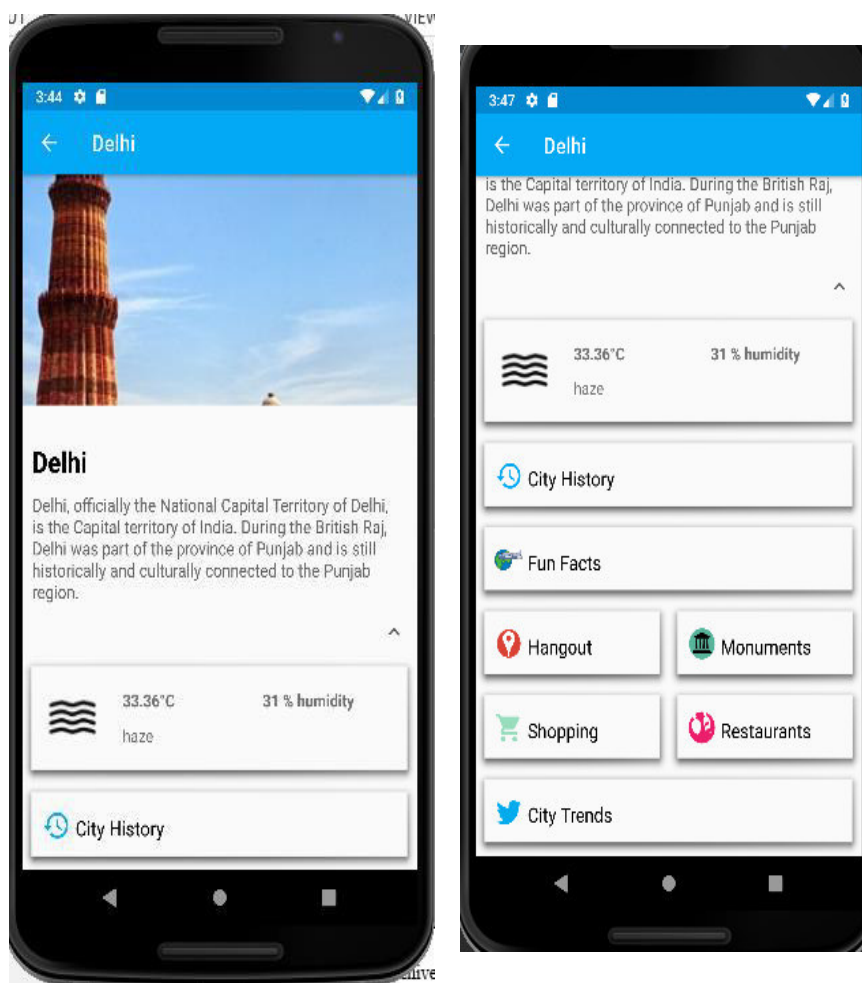 VIEW
3:44
Delhi
Delhi
Delhi, officially the National Capital Territory of Delhi,
is the Capital territory of India. During the British Raj,
Delhi was part of the province of Punjab and is still
historically and culturally connected to the Punjab
region.
33.36°C
31 % humidity
haze
City History
3:47
Delhi
is the Capital territory of India. During the British Raj,
Delhi was part of the province of Punjab and is still
historically and culturally connected to the Punjab
region.
33.36°C
31 % humidity
haze
City History
Fun Facts
Hangout
Monuments
Shopping
Restaurants
City Trends